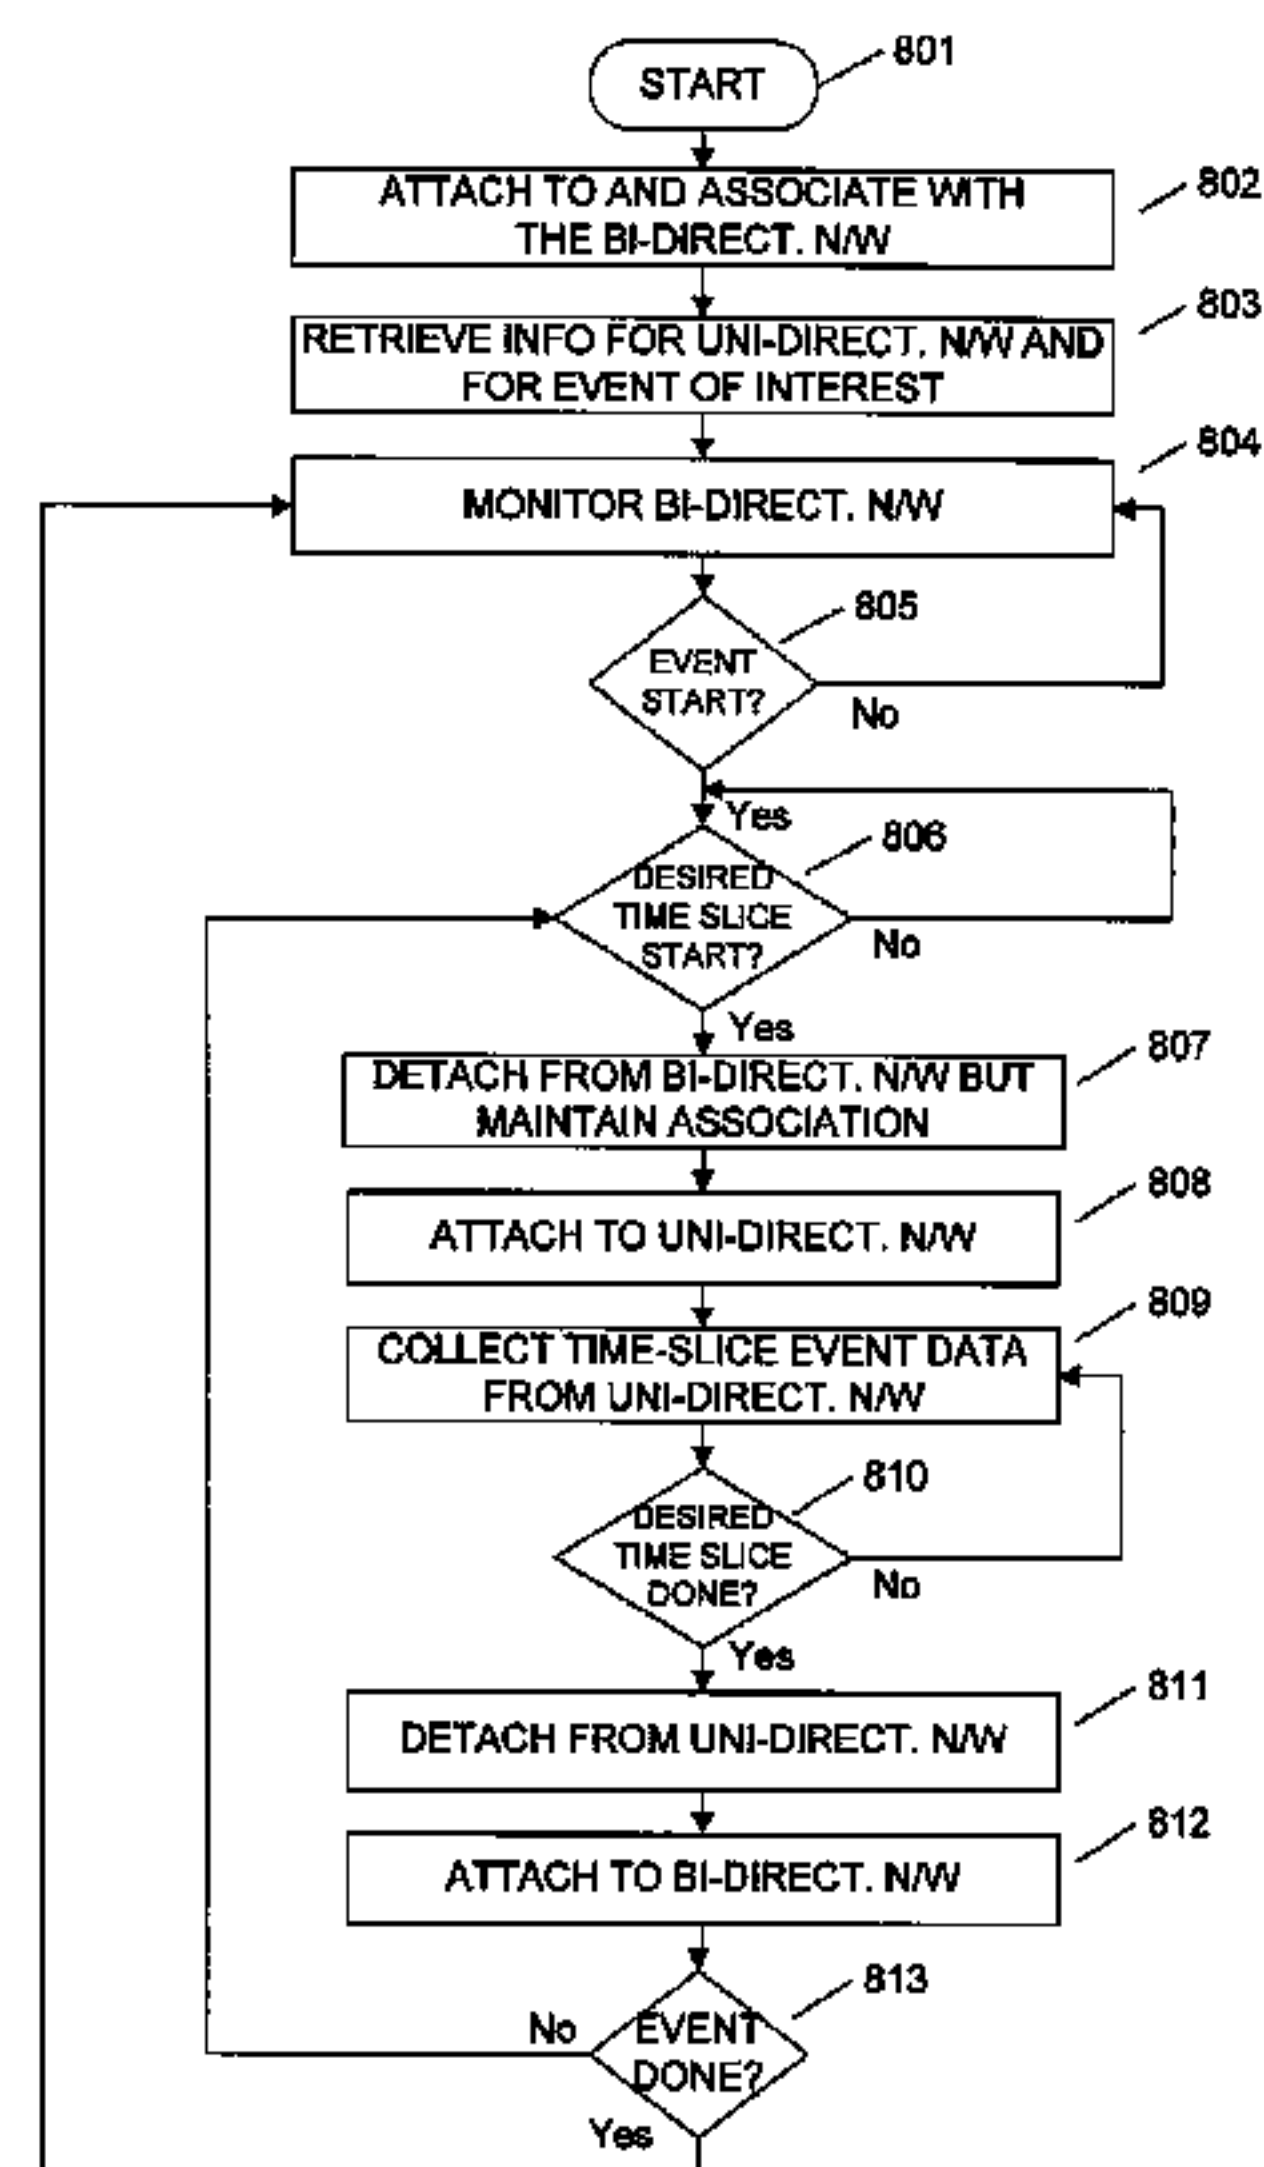 START
801
ATTACH TO AND ASSOCIATE WITH
THE BI-DIRECT. N/W
802
RETRIEVE INFO FOR UNI-DIRECT. N/W AND
FOR EVENT OF INTEREST
803
MONITOR BI-DIRECT. N/W
804
EVENT
START?
805
No
Yes
DESIRED
TIME SLICE
START?
806
No
Yes
DETACH FROM BI-DIRECT. N/W BUT
MAINTAIN ASSOCIATION
807
ATTACH TO UNI-DIRECT. N/W
808
COLLECT TIME-SLICE EVENT DATA
FROM UNI-DIRECT. N/W
809
DESIRED
TIME SLICE
DONE?
810
No
Yes
DETACH FROM UNI-DIRECT. N/W
811
ATTACH TO BI-DIRECT. N/W
812
EVENT
DONE?
813
No
Yes